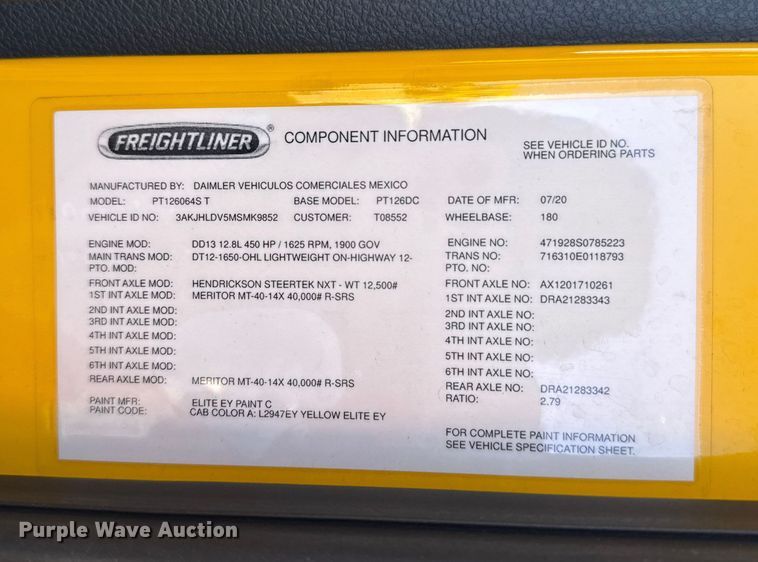 FREIGHTLINER® COMPONENT INFORMATION
SEE VEHICLE ID NO.
WHEN ORDERING PARTS
MANUFACTURED BY: DAIMLER VEHICULOS COMERCIALES MEXICO
MODEL: PT126064S T BASE MODEL: PT126DC DATE OF MFR: 07/20
VEHICLE ID NO: 3AKJHLDV5MSMK9852 CUSTOMER: T08552 WHEELBASE: 180
ENGINE MOD: DD13 12.8L 450 HP / 1625 RPM, 1900 GOV ENGINE NO: 471928S0785223
MAIN TRANS MOD: DT12-1650-OHL LIGHTWEIGHT ON-HIGHWAY 12- TRANS NO: 716310E0118793
PTO. MOD: PTO. NO:
FRONT AXLE MOD: HENDRICKSON STEERTEK NXT - WT 12,500# FRONT AXLE NO: AX1201710261
1ST INT AXLE MOD: MERITOR MT-40-14X 40,000# R-SRS 1ST INT AXLE NO: DRA21283343
2ND INT AXLE MOD: 2ND INT AXLE NO:
3RD INT AXLE MOD: 3RD INT AXLE NO:
4TH INT AXLE MOD: 4TH INT AXLE NO:
5TH INT AXLE MOD: 5TH INT AXLE NO:
6TH INT AXLE MOD: 6TH INT AXLE NO:
REAR AXLE MOD: MERITOR MT-40-14X 40,000# R-SRS REAR AXLE NO: DRA21283342
RATIO: 2.79
PAINT MFR: ELITE EY PAINT C
PAINT CODE: CAB COLOR A: L2947EY YELLOW ELITE EY
FOR COMPLETE PAINT INFORMATION
SEE VEHICLE SPECIFICATION SHEET.
Purple Wave Auction